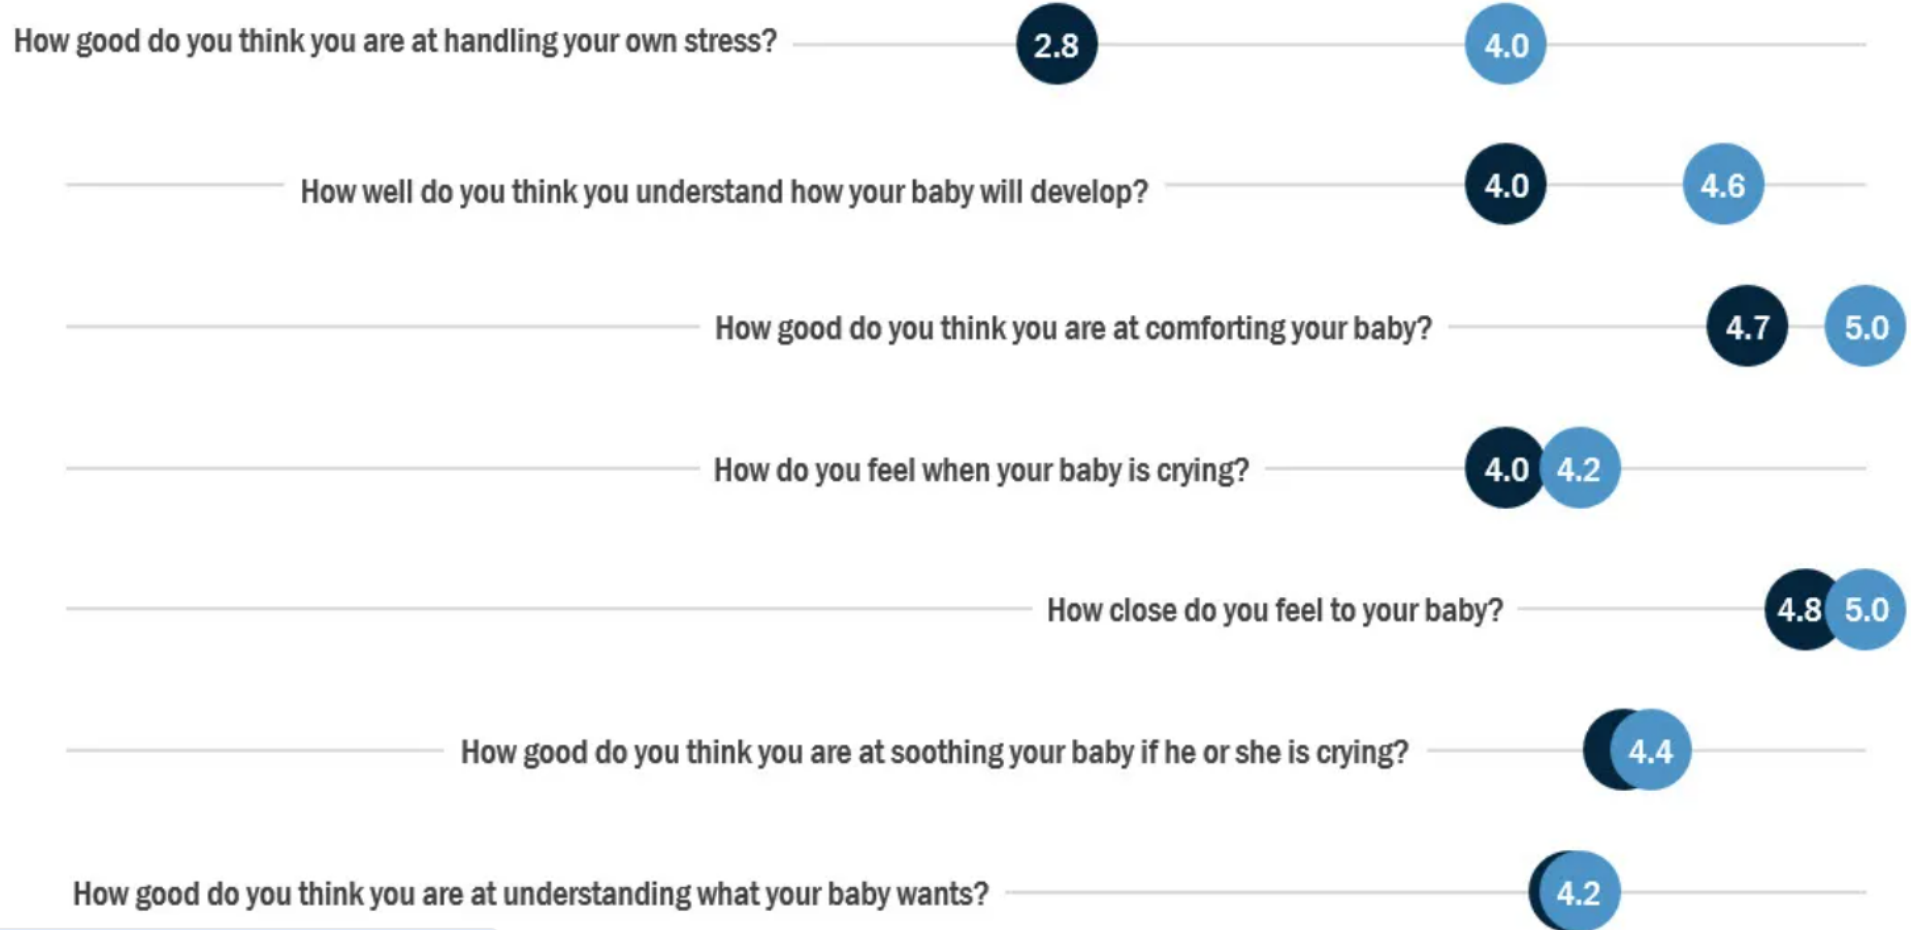 How good do you think you are at handling your own stress? 2.8 4.0
How well do you think you understand how your baby will develop? 4.0 4.6
How good do you think you are at comforting your baby? 4.7 5.0
How do you feel when your baby is crying? 4.0 4.2
How close do you feel to your baby? 4.8 5.0
How good do you think you are at soothing your baby if he or she is crying? 4.4
How good do you think you are at understanding what your baby wants? 4.2